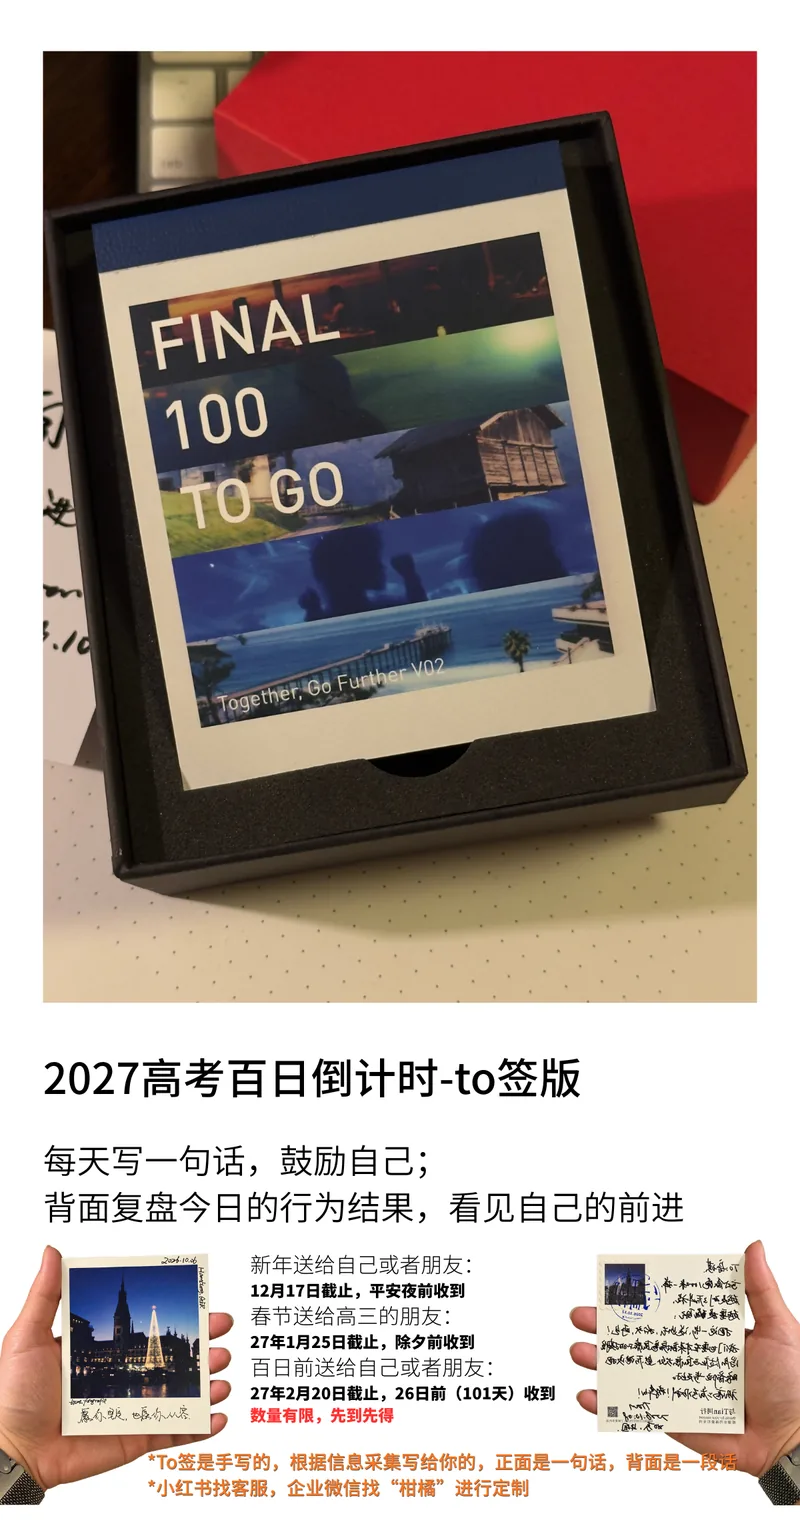 FINAL
100
TO GO
Together, Go Further V02
2027高考百日倒计时-to签版
每天写一句话，鼓励自己；
背面复盘今日的行为结果，看见自己的前进
新年送给自己或者朋友：
12月17日截止，平安夜前收到
春节送给高三的朋友：
27年1月25日截止，除夕前收到
百日前送给自己或者朋友：
27年2月20日截止，26日前（101天）收到
数量有限，先到先得
*To签是手写的，根据信息采集写给你的，正面是一句话，背面是一段话
*小红书找客服，企业微信找“柑橘”进行定制